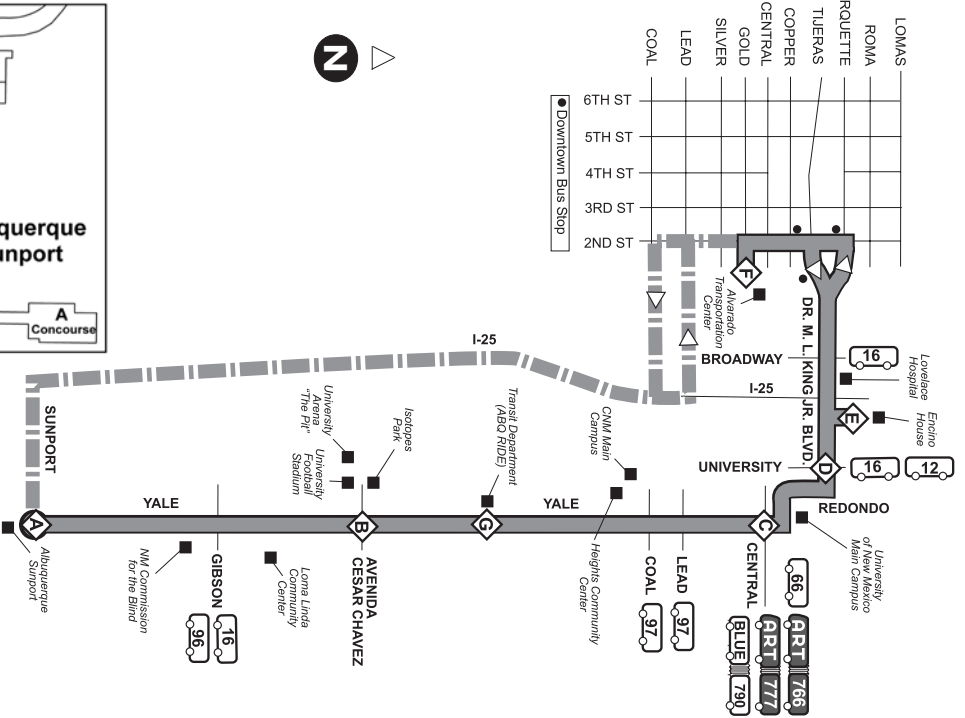 querque
unport
A
Concourse
N
COAL
LEAD
SILVER
GOLD
CENTRAL
COPPER
TIJERAS
RQUETTE
ROMA
LOMAS
6TH ST
5TH ST
4TH ST
3RD ST
2ND ST
Downtown Bus Stop
F
Alvarado
Transportation
Center
DR. M. L. KING JR. BLVD.
BROADWAY
16
Lovelace
Hospital
I-25
I-25
E
Encino
House
UNIVERSITY
D
16
12
REDONDO
University
of New Mexico
Main Campus
SUNPORT
A
Albuquerque
Sunport
YALE
NM Commission
for the Blind
GIBSON
96
16
Loma Linda
Community
Center
University
Arena
"The Pit"
University
Football
Stadium
Isotopes
Park
B
AVENIDA
CESAR CHAVEZ
Transit Department
(ABQ RIDE)
G
YALE
CNM Main
Campus
Heights Community
Center
COAL
97
LEAD
97
C
CENTRAL
66
BLUE 790
ART 777
ART 766